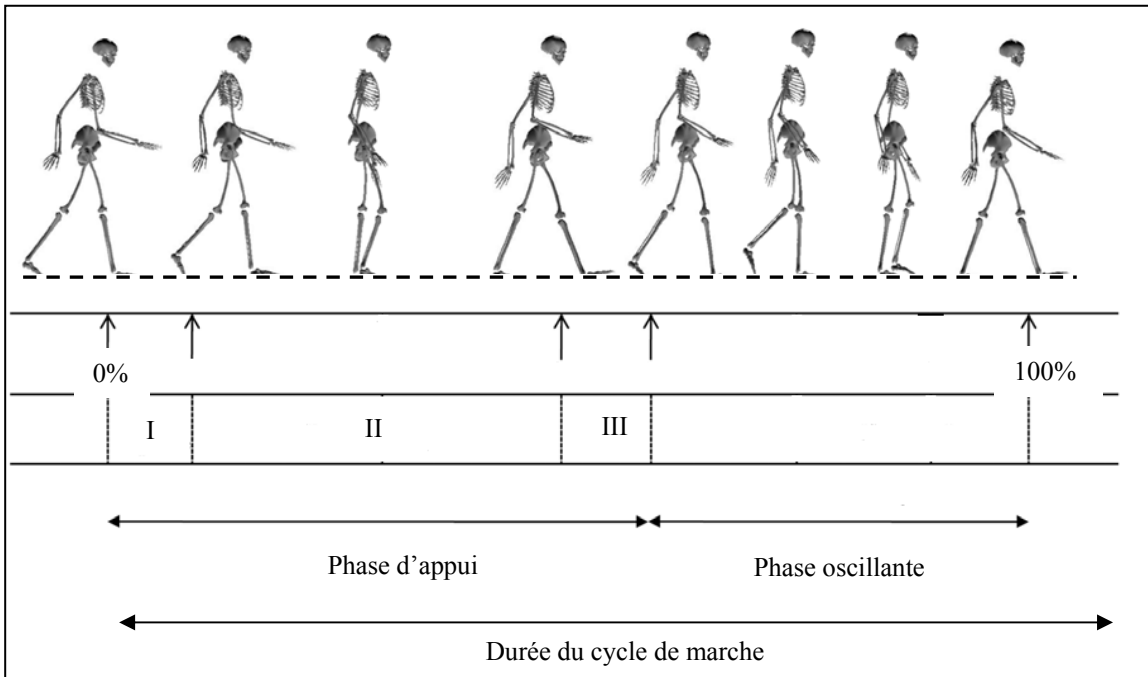 0%
100%
I
II
III
Phase d’appui
Phase oscillante
Durée du cycle de marche